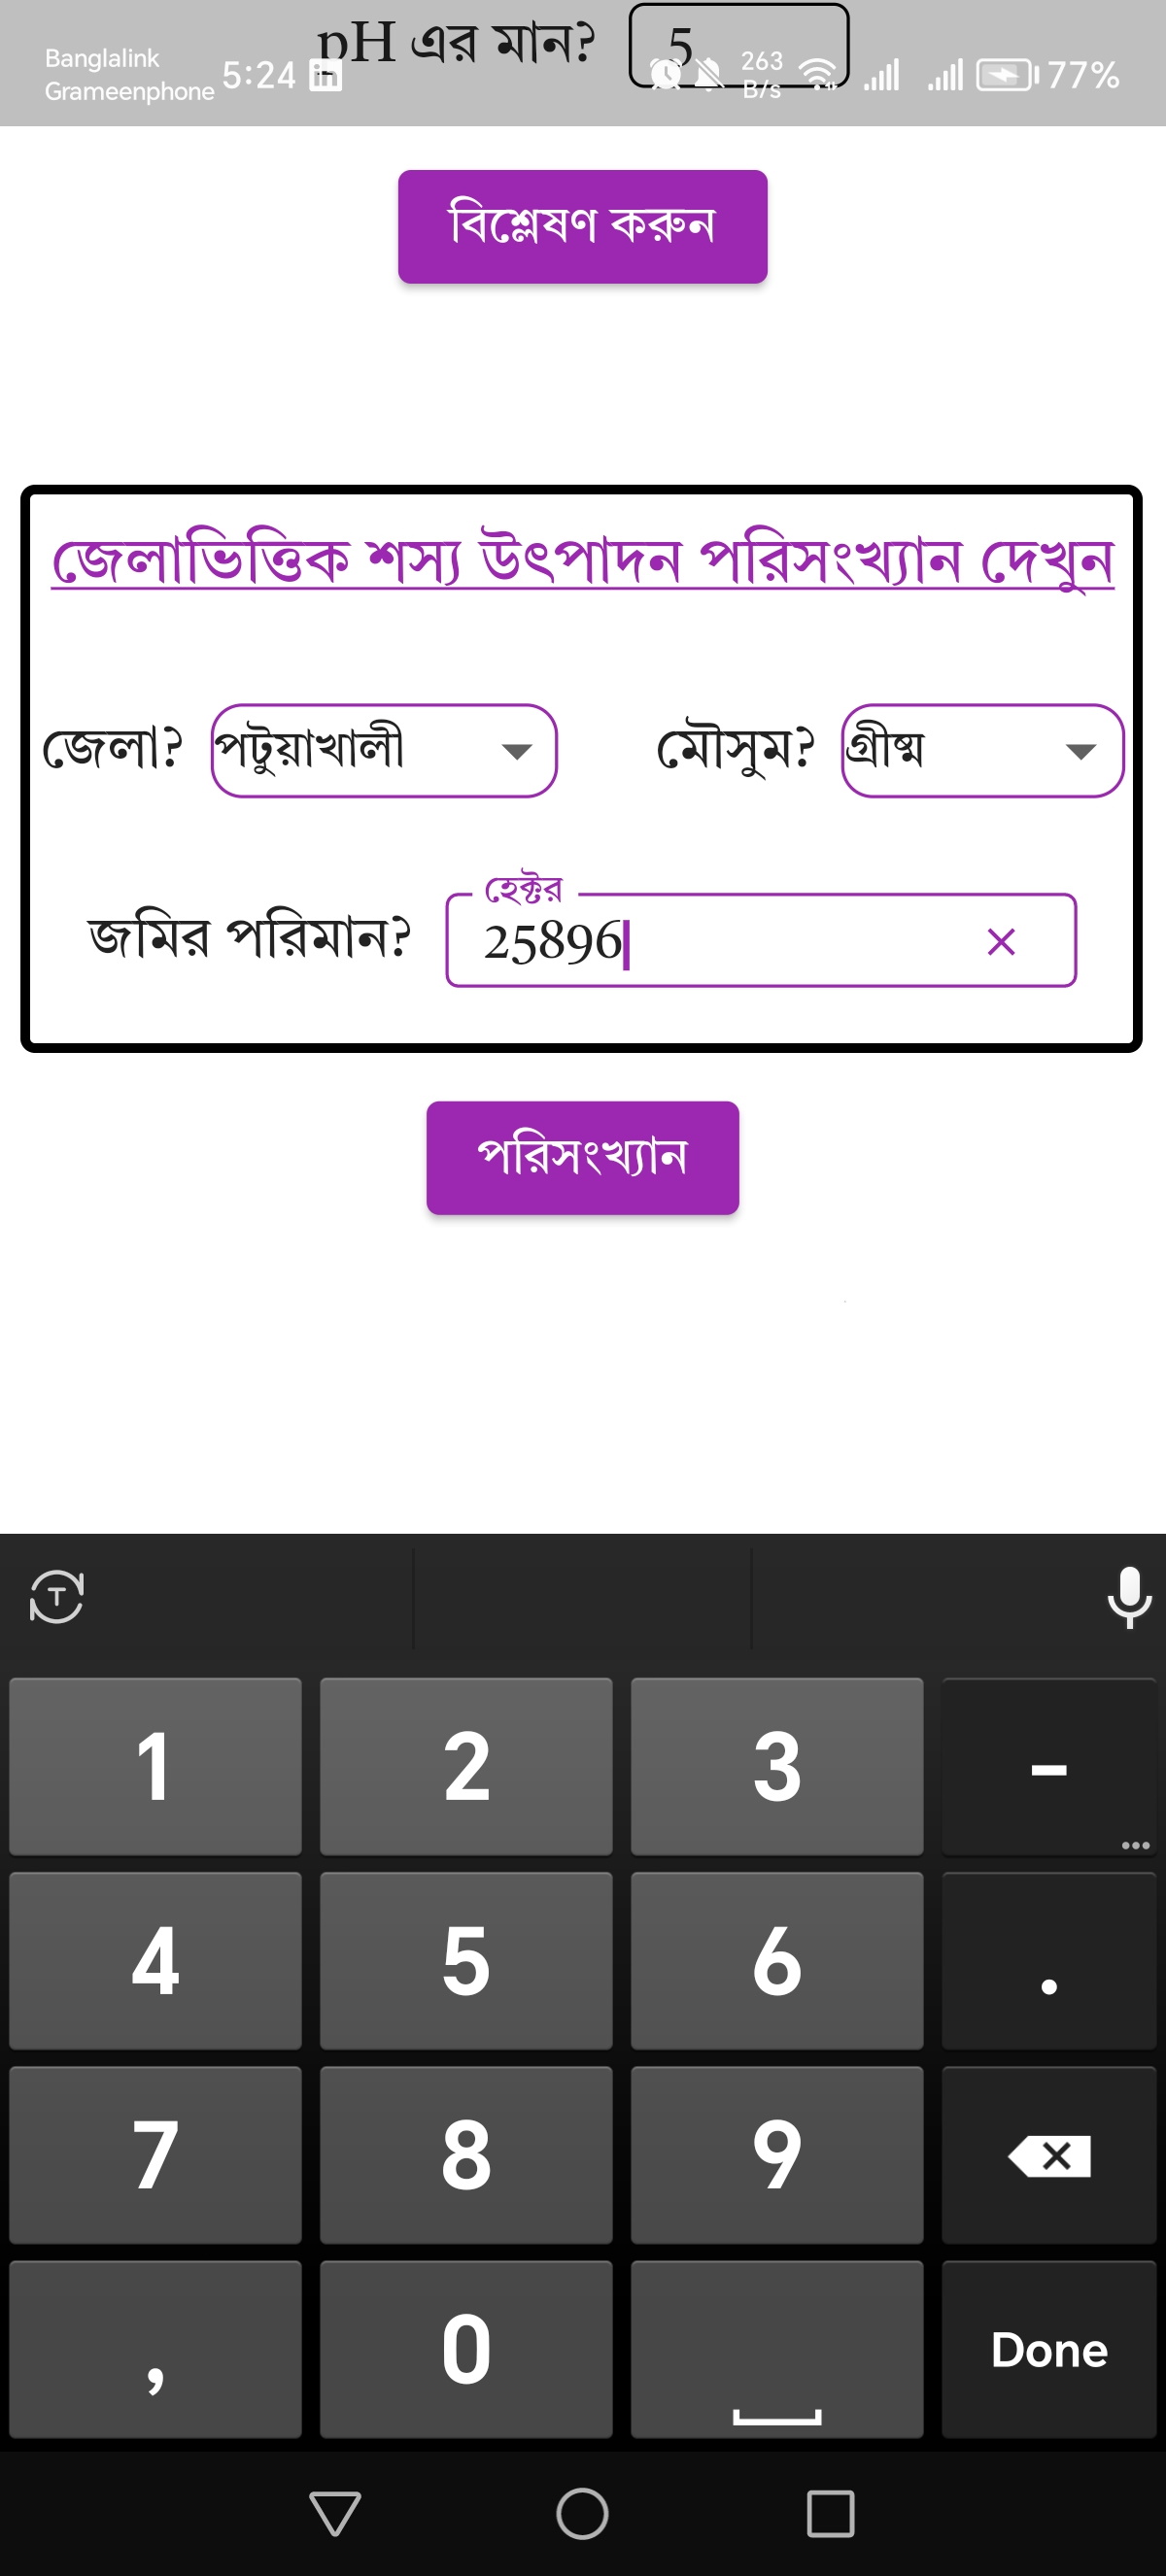 pH এর মান? 5
Banglalink
Grameenphone 5:24 in 263 B/s 77%
বিশ্লেষণ করুন
জেলাভিত্তিক শস্য উৎপাদন পরিসংখ্যান দেখুন
জেলা? পটুয়াখালী মৌসুম? গ্রীষ্ম
হেক্টর
জমির পরিমান? 25896
পরিসংখ্যান
T
1 2 3 -
4 5 6 .
7 8 9
, 0 Done